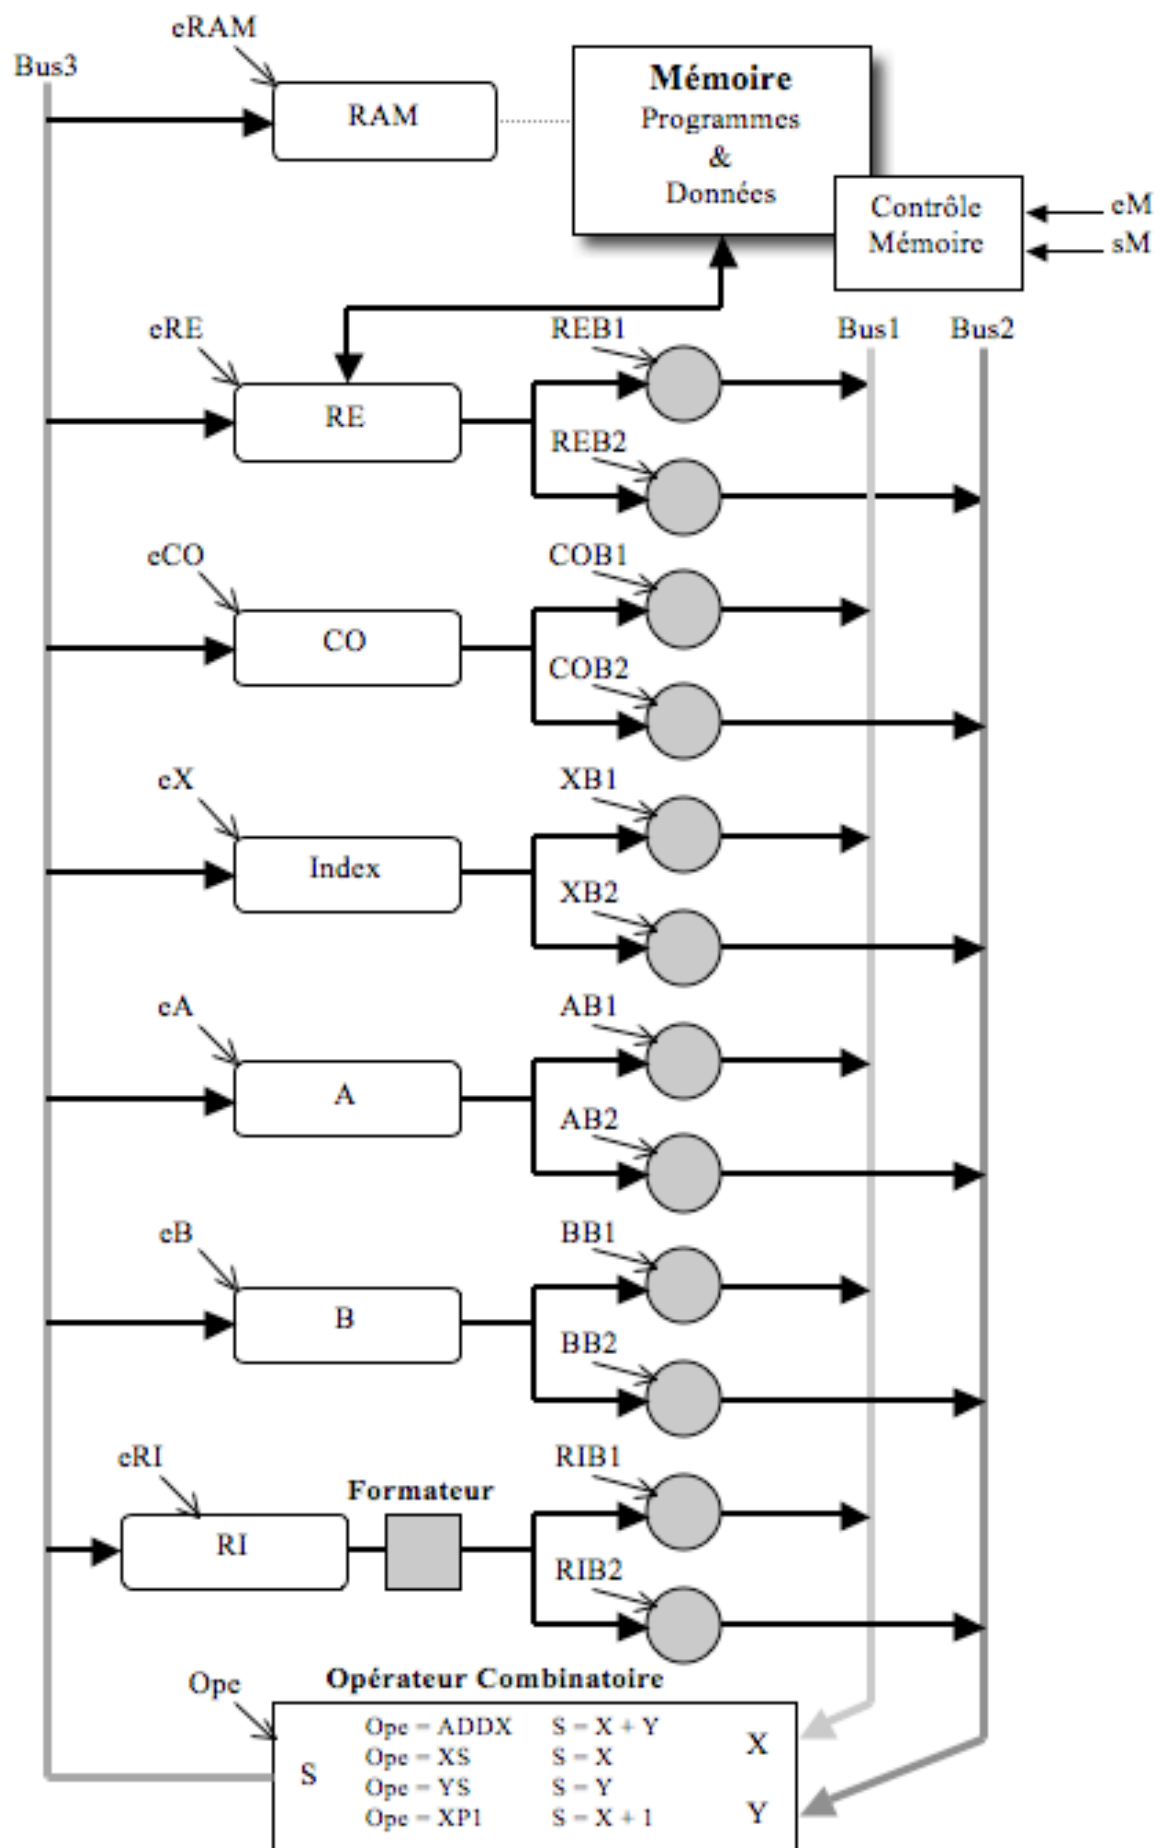 eRAM
Bus3
RAM
Mémoire
Programmes
&
Données
Contrôle
Mémoire
eM
sM
eRE
REB1
Bus1
Bus2
RE
REB2
eCO
COB1
CO
COB2
eX
XB1
Index
XB2
eA
AB1
A
AB2
eB
BB1
B
BB2
eRI
Formateur
RIB1
RI
RIB2
Ope
Opérateur Combinatoire
Ope = ADDX S = X + Y
Ope = XS S = X
Ope = YS S = Y
Ope = XP1 S = X + 1
S
X
Y